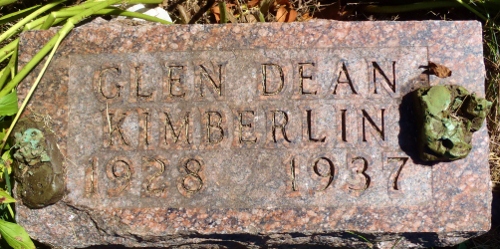 GLEN DEAN
KIMBERLIN
1928 1937